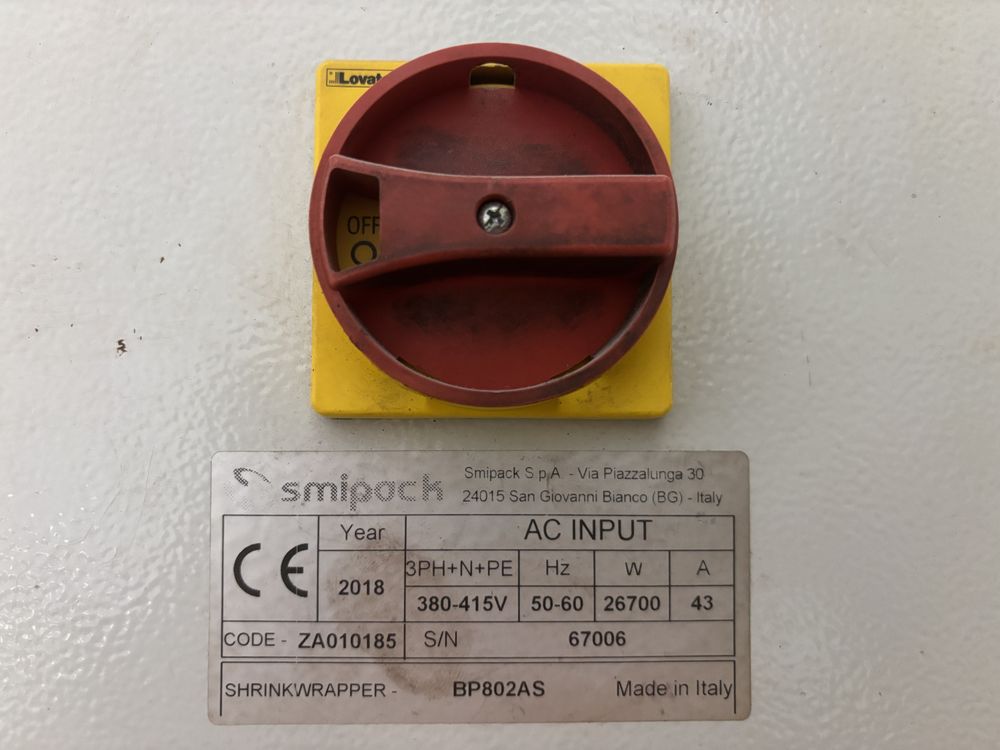 Lovat
OFF
O
smipack
Smipack S.p.A. - Via Piazzalunga 30
24015 San Giovanni Bianco (BG) - Italy
CE
Year
2018
AC INPUT
3PH+N+PE Hz W A
380-415V 50-60 26700 43
CODE - ZA010185 S/N 67006
SHRINKWRAPPER - BP802AS Made in Italy